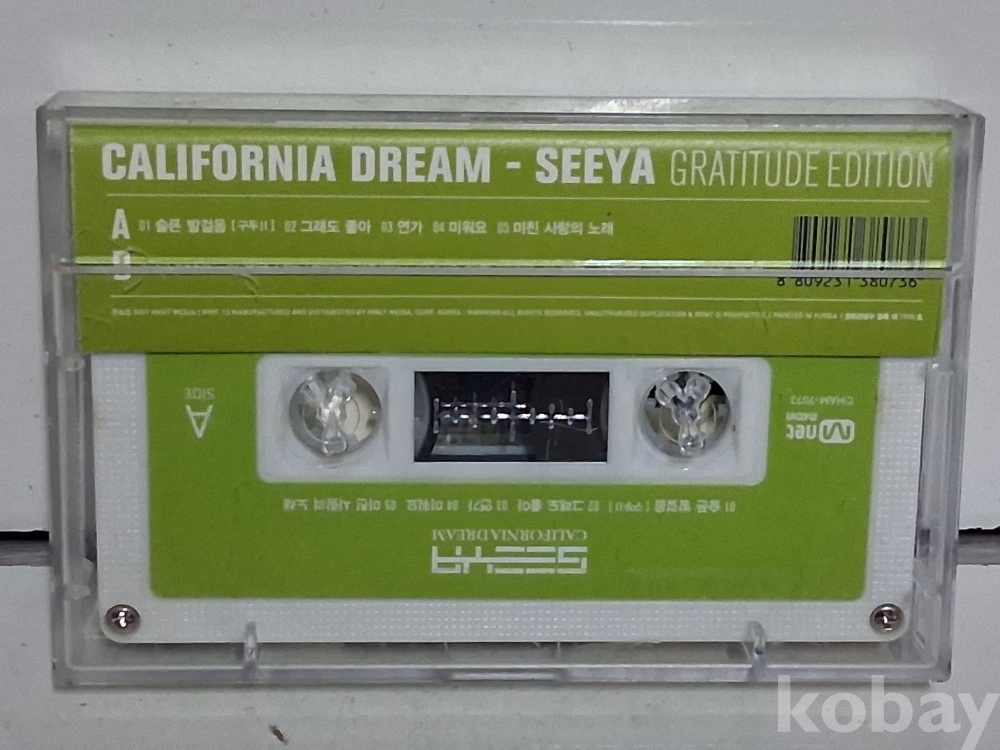 CALIFORNIA DREAM - SEEYA GRATITUDE EDITION
A 01 슬픈 발걸음 [구두II] 02 그래도 좋아 03 연가 04 미워요 05 미친 사랑의 노래
B
8 809231 380736
A
SIDE
CMAM-7073
Mnet
MEDIA
01 슬픈 발걸음 [구두II] 02 그래도 좋아 03 연가 04 미워요 05 미친 사랑의 노래
CALIFORNIA DREAM
SEEYA
kobay